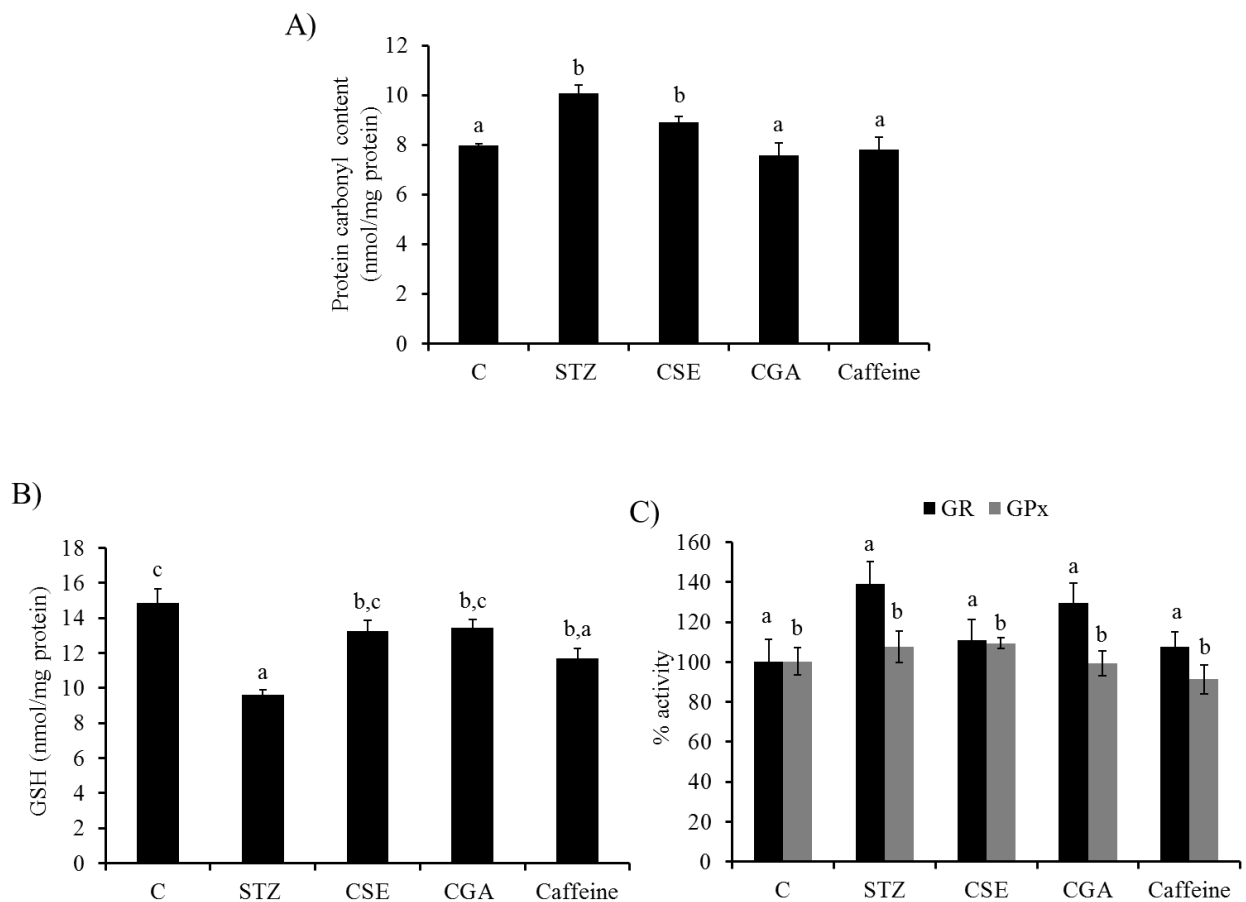 A)
Protein carbonyl content
(nmol/mg protein)
12
10
8
6
4
2
0
a
b
b
a
a
C STZ CSE CGA Caffeine
B)
GSH (nmol/mg protein)
18
16
14
12
10
8
6
4
2
0
c
a
b,c
b,c
b,a
C STZ CSE CGA Caffeine
C)
GR GPx
% activity
160
140
120
100
80
60
40
20
0
a b
a b
a b
a b
a b
C STZ CSE CGA Caffeine